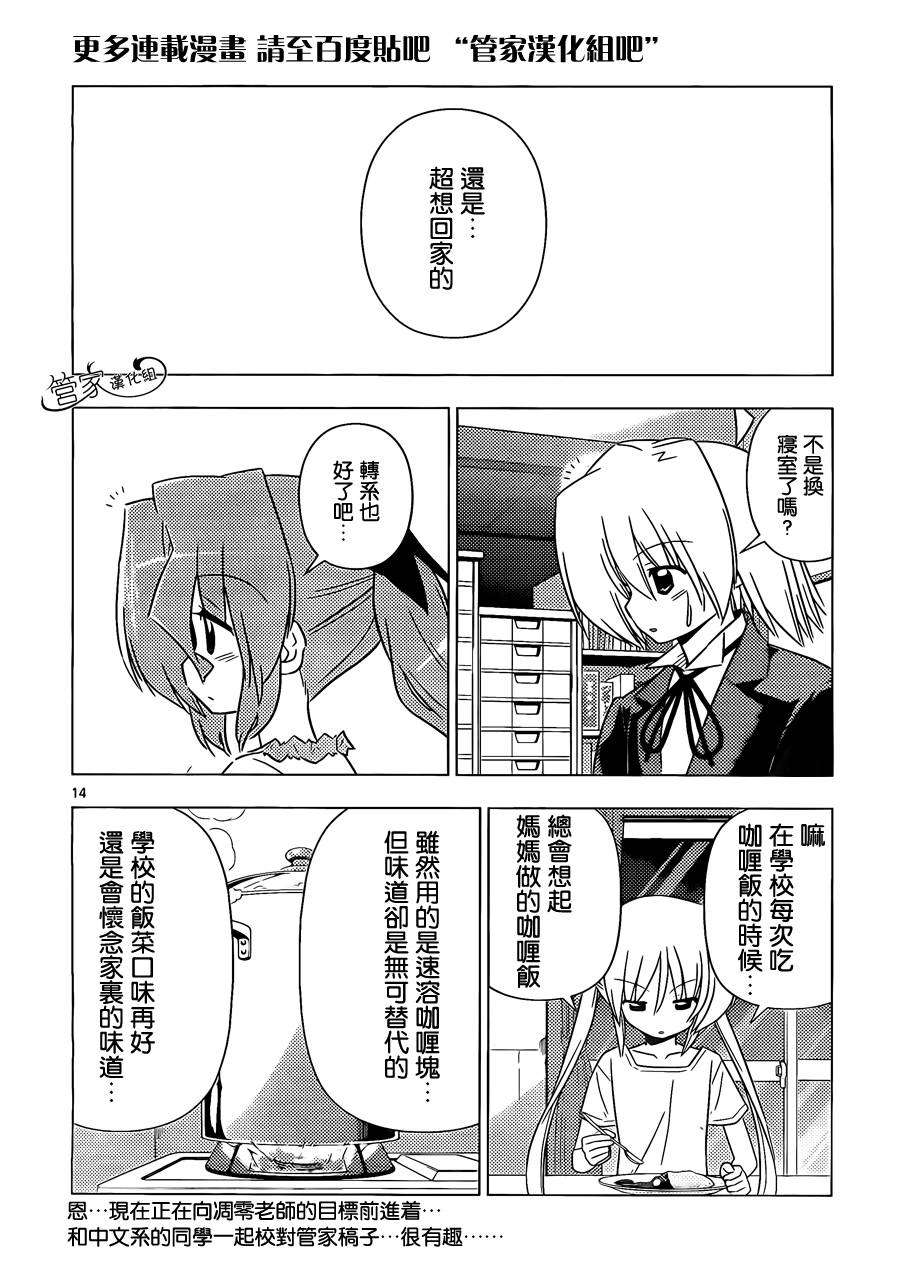 更多連載漫畫 請至百度貼吧 “管家漢化組吧”
還是…
超想回家的
管家漢化組
不是換
寢室了嗎?
轉系也
好了吧…
14
嘛
在學校每次吃
咖喱飯的時候…
總會想起
媽媽做的咖喱飯
雖然用的是速溶咖喱塊…
但味道卻是無可替代的
學校的飯菜口味再好
還是會懷念家裏的味道…
恩…現在正在向凋零老師的目標前進着…
和中文系的同學一起校對管家稿子…很有趣……